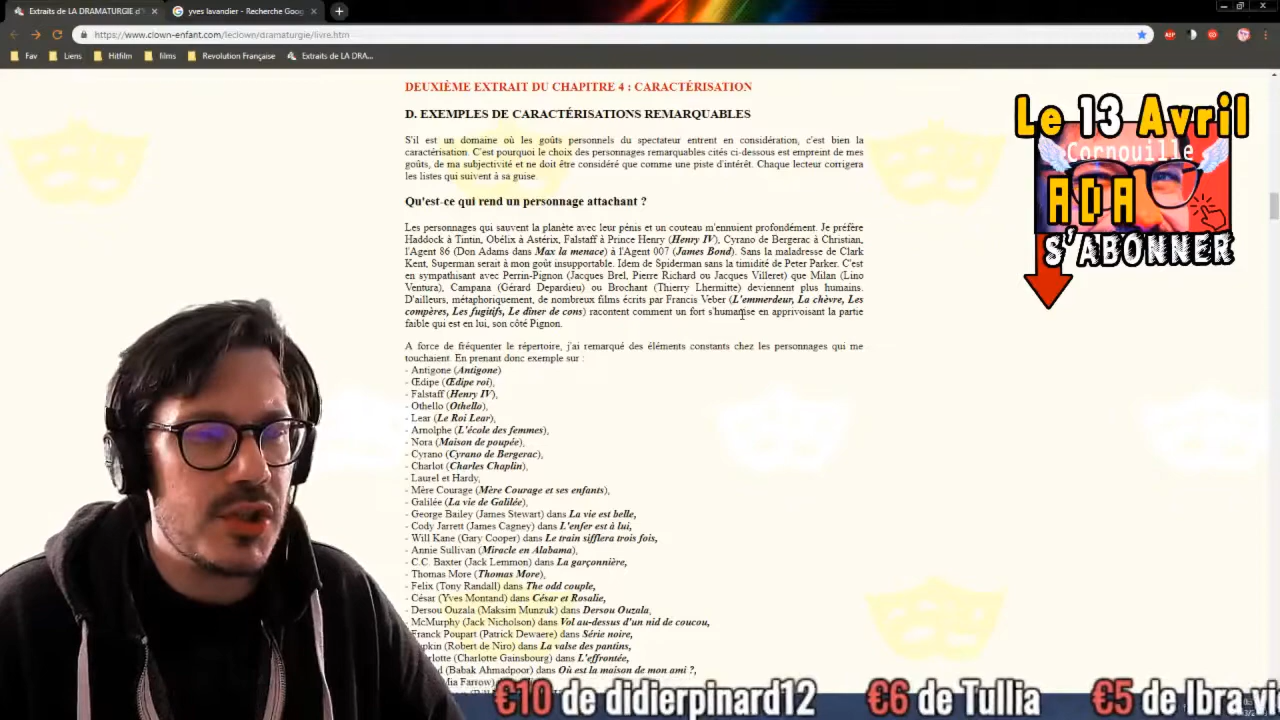 Extraits de LA DRAMATURGIE d'
yves lavandier - Recherche Goog
https://www.clown-enfant.com/leclown/dramaturgie/livre.htm
Fav
Liens
Hitfilm
films
Revolution Française
Extraits de LA DRA...
DEUXIÈME EXTRAIT DU CHAPITRE 4 : CARACTÉRISATION
D. EXEMPLES DE CARACTÉRISATIONS REMARQUABLES
S'il est un domaine où les goûts personnels du spectateur entrent en considération, c'est bien la
caractérisation. C'est pourquoi le choix des personnages remarquables cités ci-dessous est empreint de mes
goûts, de ma subjectivité et ne doit être considéré que comme une piste d'intérêt. Chaque lecteur corrigera
les listes qui suivent à sa guise.
Qu'est-ce qui rend un personnage attachant ?
Les personnages qui sauvent la planète avec leur pénis et un couteau m'ennuient profondément. Je préfère
Haddock à Tintin, Obélix à Astérix, Falstaff à Prince Henry (Henry IV), Cyrano de Bergerac à Christian,
l'Agent 86 (Don Adams dans Max la menace) à l'Agent 007 (James Bond). Sans la maladresse de Clark
Kent, Superman serait à mon goût insupportable. Idem de Spiderman sans la timidité de Peter Parker. C'est
en sympathisant avec Perrin-Pignon (Jacques Brel, Pierre Richard ou Jacques Villeret) que Milan (Lino
Ventura), Campana (Gérard Depardieu) ou Brochant (Thierry Lhermitte) deviennent plus humains.
D'ailleurs, métaphoriquement, de nombreux films écrits par Francis Veber (L'emmerdeur, La chèvre, Les
compères, Les fugitifs, Le dîner de cons) racontent comment un fort s'humanise en apprivoisant la partie
faible qui est en lui, son côté Pignon.
A force de fréquenter le répertoire, j'ai remarqué des éléments constants chez les personnages qui me
touchaient. En prenant donc exemple sur :
- Antigone (Antigone)
- Œdipe (Œdipe roi),
- Falstaff (Henry IV),
- Othello (Othello),
- Lear (Le Roi Lear),
- Arnolphe (L'école des femmes),
- Nora (Maison de poupée),
- Cyrano (Cyrano de Bergerac),
- Charlot (Charles Chaplin),
- Laurel et Hardy,
- Mère Courage (Mère Courage et ses enfants),
- Galilée (La vie de Galilée),
- George Bailey (James Stewart) dans La vie est belle,
- Cody Jarrett (James Cagney) dans L'enfer est à lui,
- Will Kane (Gary Cooper) dans Le train sifflera trois fois,
- Annie Sullivan (Miracle en Alabama),
- C.C. Baxter (Jack Lemmon) dans La garçonnière,
- Thomas More (Thomas More),
- Felix (Tony Randall) dans The odd couple,
- César (Yves Montand) dans César et Rosalie,
- Dersou Ouzala (Maksim Munzuk) dans Dersou Ouzala,
- McMurphy (Jack Nicholson) dans Vol au-dessus d'un nid de coucou,
Franck Poupart (Patrick Dewaere) dans Série noire,
(Robert de Niro) dans La valse des pantins,
(Charlotte Gainsbourg) dans L'effrontée,
(Babak Ahmadpoor) dans Où est la maison de mon ami ?,
Farrow)
Le 13 Avril
Cornouille
ADA
S'ABONNER
€10 de didierpinard12 €6 de Tullia €5 de Ibra